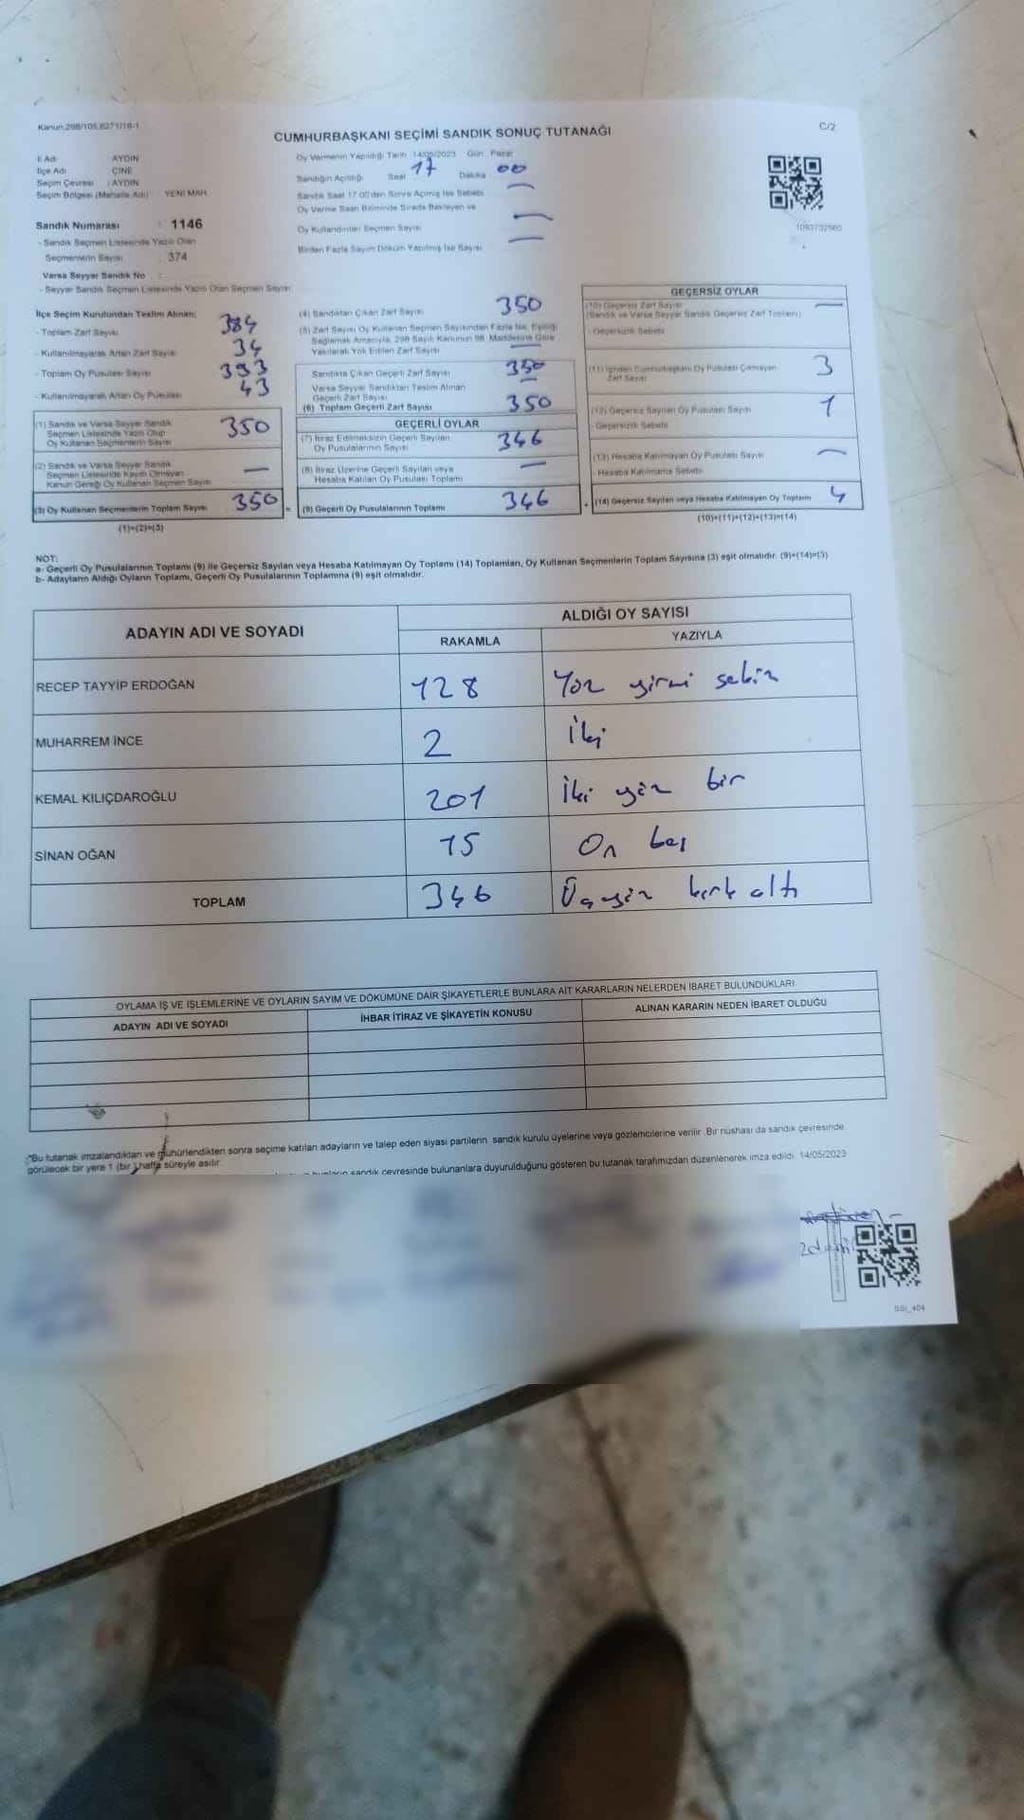 Kanun:298/105,6271/18-1
CUMHURBAŞKANI SEÇİMİ SANDIK SONUÇ TUTANAĞI
C/2
İl Adı AYDIN
İlçe Adı ÇİNE
Seçim Çevresi : AYDIN
Seçim Bölgesi (Mahalle Adı) YENİ MAH.
Sandık Numarası : 1146
- Sandık Seçmen Listesinde Yazılı Olan
Seçmenlerin Sayısı 374
Varsa Seyyar Sandık No :
- Seyyar Sandık Seçmen Listesinde Yazılı Olan Seçmen Sayısı
Oy Vermenin Yapıldığı Tarih : 14/05/2023 Gün : Pazar
Sandığın Açıldığı Saat 17 Dakika 00
Sandık Saat 17.00'den Sonra Açılmış İse Sebebi —
Oy Verme Saati Bitiminde Sırada Bekleyen ve
Oy Kullandırılan Seçmen Sayısı —
Birden Fazla Sayım Döküm Yapılmış İse Sayısı —
1093732560
İlçe Seçim Kurulundan Teslim Alınan;
- Toplam Zarf Sayısı 384
- Kullanılmayarak Artan Zarf Sayısı 34
- Toplam Oy Pusulası Sayısı 393
- Kullanılmayarak Artan Oy Pusulası 43
(1) Sandık ve Varsa Seyyar Sandık
Seçmen Listesinde Yazılı Olup
Oy Kullanan Seçmenlerin Sayısı 350
(2) Sandık ve Varsa Seyyar Sandık
Seçmen Listesinde Kayıtlı Olmayan
Kanun Gereği Oy Kullanan Seçmen Sayısı —
(3) Oy Kullanan Seçmenlerin Toplam Sayısı 350
(1)+(2)=(3)
(4) Sandıktan Çıkan Zarf Sayısı 350
(5) Zarf Sayısı Oy Kullanan Seçmen Sayısından Fazla İse, Eşitliği
Sağlamak Amacıyla, 298 Sayılı Kanunun 98. Maddesine Göre
Yakılarak Yok Edilen Zarf Sayısı —
Sandıkta Çıkan Geçerli Zarf Sayısı 350
Varsa Seyyar Sandıktan Teslim Alınan
Geçerli Zarf Sayısı —
(6) Toplam Geçerli Zarf Sayısı 350
GEÇERLİ OYLAR
(7) İtiraz Edilmeksizin Geçerli Sayılan
Oy Pusulalarının Sayısı 346
(8) İtiraz Üzerine Geçerli Sayılan veya
Hesaba Katılan Oy Pusulası Toplamı —
(9) Geçerli Oy Pusulalarının Toplamı 346
GEÇERSİZ OYLAR
(10) Geçersiz Zarf Sayısı —
(Sandık ve Varsa Seyyar Sandık Geçersiz Zarf Toplamı)
- Geçersizlik Sebebi
(11) İçinden Cumhurbaşkanı Oy Pusulası Çıkmayan
Zarf Sayısı 3
(12) Geçersiz Sayılan Oy Pusulası Sayısı 1
- Geçersizlik Sebebi
(13) Hesaba Katılmayan Oy Pusulası Sayısı —
Hesaba Katılmama Sebebi
(14) Geçersiz Sayılan veya Hesaba Katılmayan Oy Toplamı 4
(10)+(11)+(12)+(13)=(14)
NOT:
a- Geçerli Oy Pusulalarının Toplamı (9) ile Geçersiz Sayılan veya Hesaba Katılmayan Oy Toplamı (14) Toplamları, Oy Kullanan Seçmenlerin Toplam Sayısına (3) eşit olmalıdır. (9)+(14)=(3)
b- Adayların Aldığı Oyların Toplamı, Geçerli Oy Pusulalarının Toplamına (9) eşit olmalıdır.
ADAYIN ADI VE SOYADI ALDIĞI OY SAYISI
RAKAMLA YAZIYLA
RECEP TAYYİP ERDOĞAN 128 Yüz yirmi sekiz
MUHARREM İNCE 2 İki
KEMAL KILIÇDAROĞLU 201 İki yüz bir
SİNAN OĞAN 15 On beş
TOPLAM 346 Üçyüz kırk altı
OYLAMA İŞ VE İŞLEMLERİNE VE OYLARIN SAYIM VE DÖKÜMÜNE DAİR ŞİKAYETLERLE BUNLARA AİT KARARLARIN NELERDEN İBARET BULUNDUKLARI
ADAYIN ADI VE SOYADI İHBAR İTİRAZ VE ŞİKAYETİN KONUSU ALINAN KARARIN NEDEN İBARET OLDUĞU
"Bu tutanak imzalandıktan ve mühürlendikten sonra seçime katılan adayların ve talep eden siyasi partilerin sandık kurulu üyelerine veya gözlemcilerine verilir. Bir nüshası da sandık çevresinde
görülecek bir yere 1 (bir) hafta süreyle asılır.
sandık çevresinde bulunanlara duyurulduğunu gösteren bu tutanak tarafımızdan düzenlenerek imza edildi. 14/05/2023